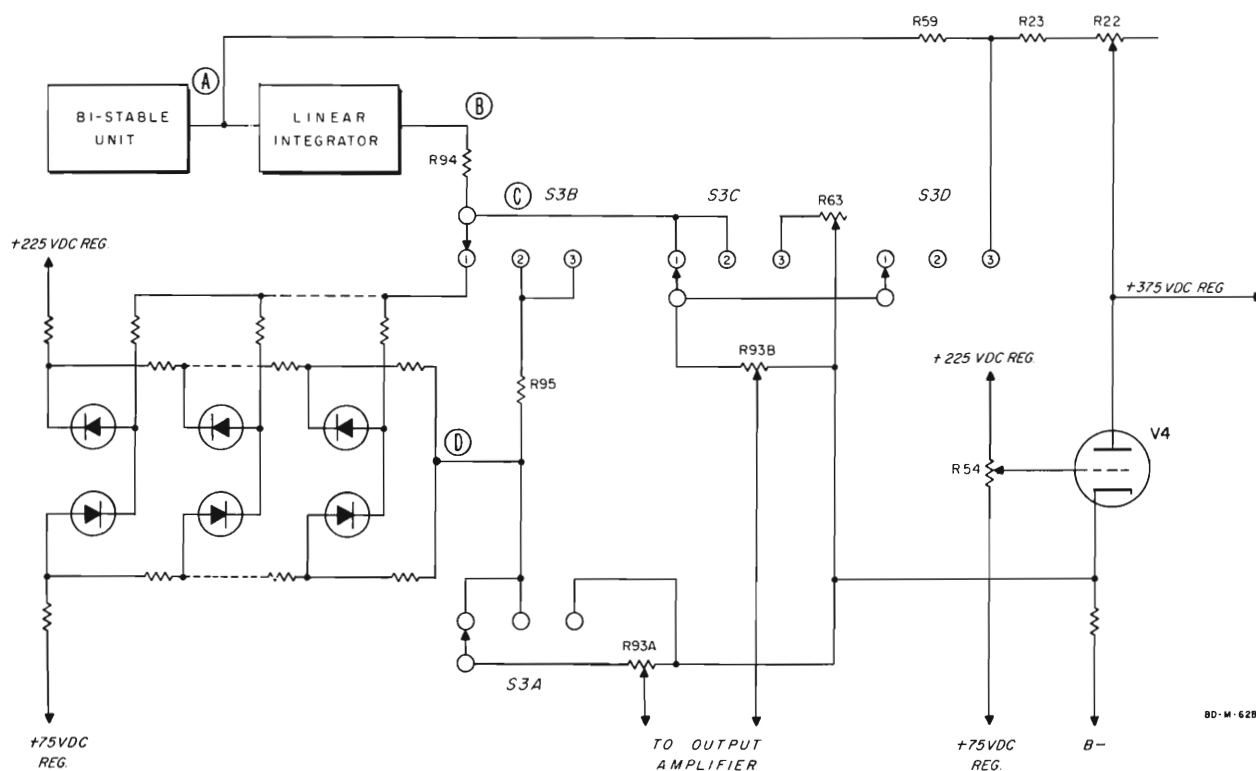 R59
R23
R22
A
BI-STABLE
UNIT
LINEAR
INTEGRATOR
B
R94
C
S3B
S3C
R63
S3D
+225 VDC REG.
1
2
3
1
2
3
1
2
3
+375 VDC REG
R93B
+225 VDC REG.
R95
D
V4
R54
R93A
S3A
+75VDC
REG.
TO OUTPUT
AMPLIFIER
+75VDC
REG.
B-
BD-M-628